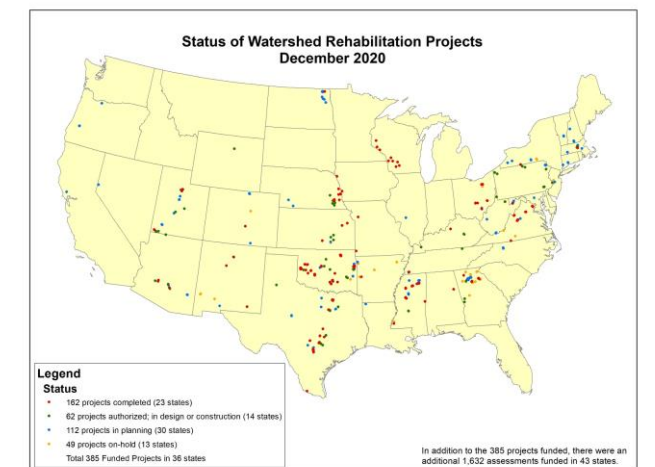 Status of Watershed Rehabilitation Projects
December 2020
Legend
Status
162 projects completed (23 states)
62 projects authorized; in design or construction (14 states)
112 projects in planning (30 states)
49 projects on-hold (13 states)
Total 385 Funded Projects in 36 states
In addition to the 385 projects funded, there were an
additional 1,632 assessments funded in 43 states.